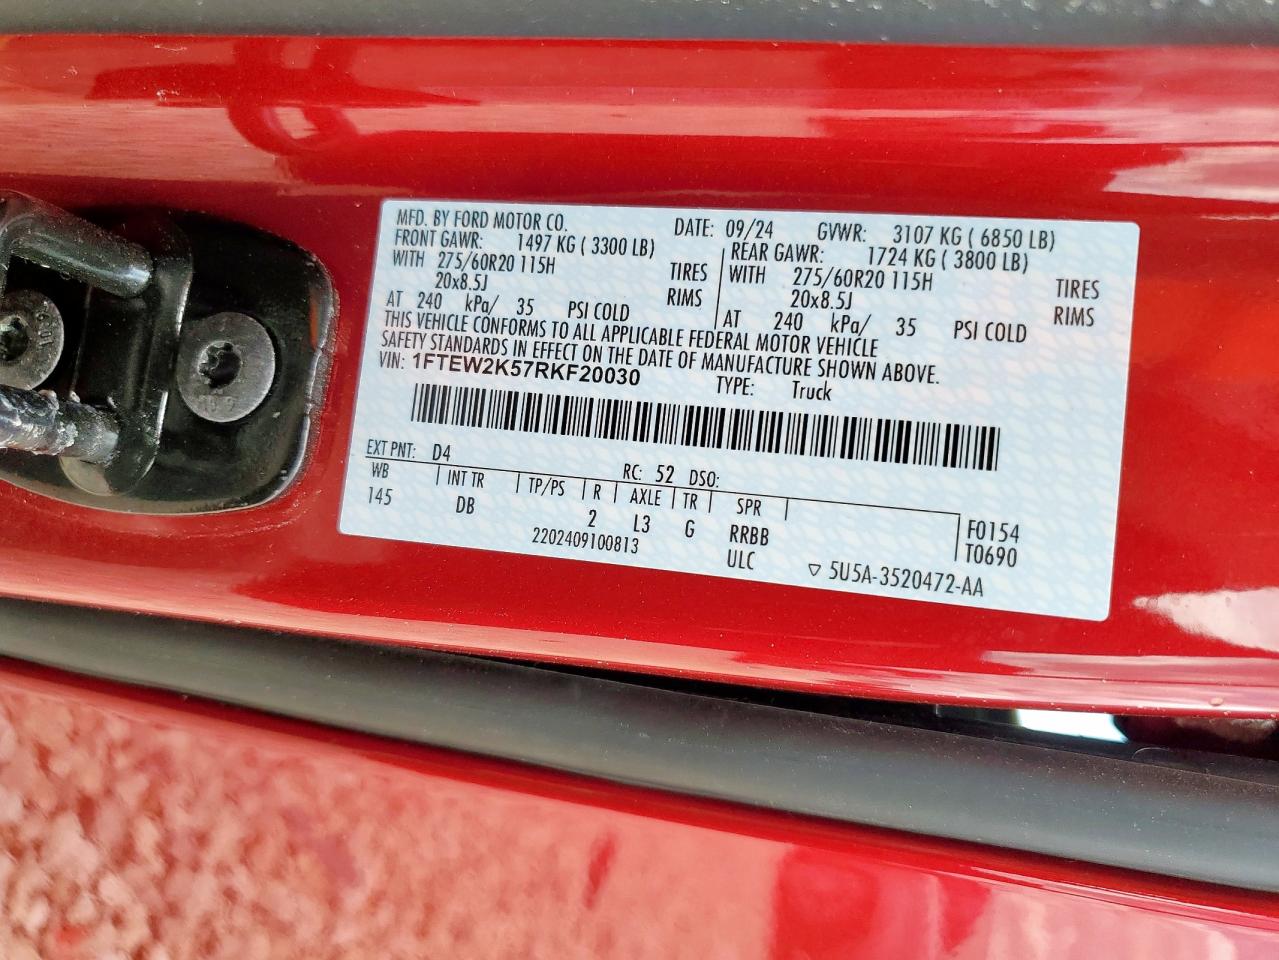 MFD. BY FORD MOTOR CO. DATE: 09/24 GVWR: 3107 KG ( 6850 LB)
FRONT GAWR: 1497 KG ( 3300 LB) REAR GAWR: 1724 KG ( 3800 LB)
WITH 275/60R20 115H TIRES WITH 275/60R20 115H TIRES
20x8.5J RIMS 20x8.5J RIMS
AT 240 kPa/ 35 PSI COLD AT 240 kPa/ 35 PSI COLD
THIS VEHICLE CONFORMS TO ALL APPLICABLE FEDERAL MOTOR VEHICLE
SAFETY STANDARDS IN EFFECT ON THE DATE OF MANUFACTURE SHOWN ABOVE.
VIN: 1FTEW2K57RKF20030 TYPE: Truck
EXT PNT: D4 RC: 52 DSO:
WB INT TR TP/PS R AXLE TR SPR
145 DB 2 L3 G RRBB F0154
2202409100813 ULC T0690
▽ 5U5A-3520472-AA